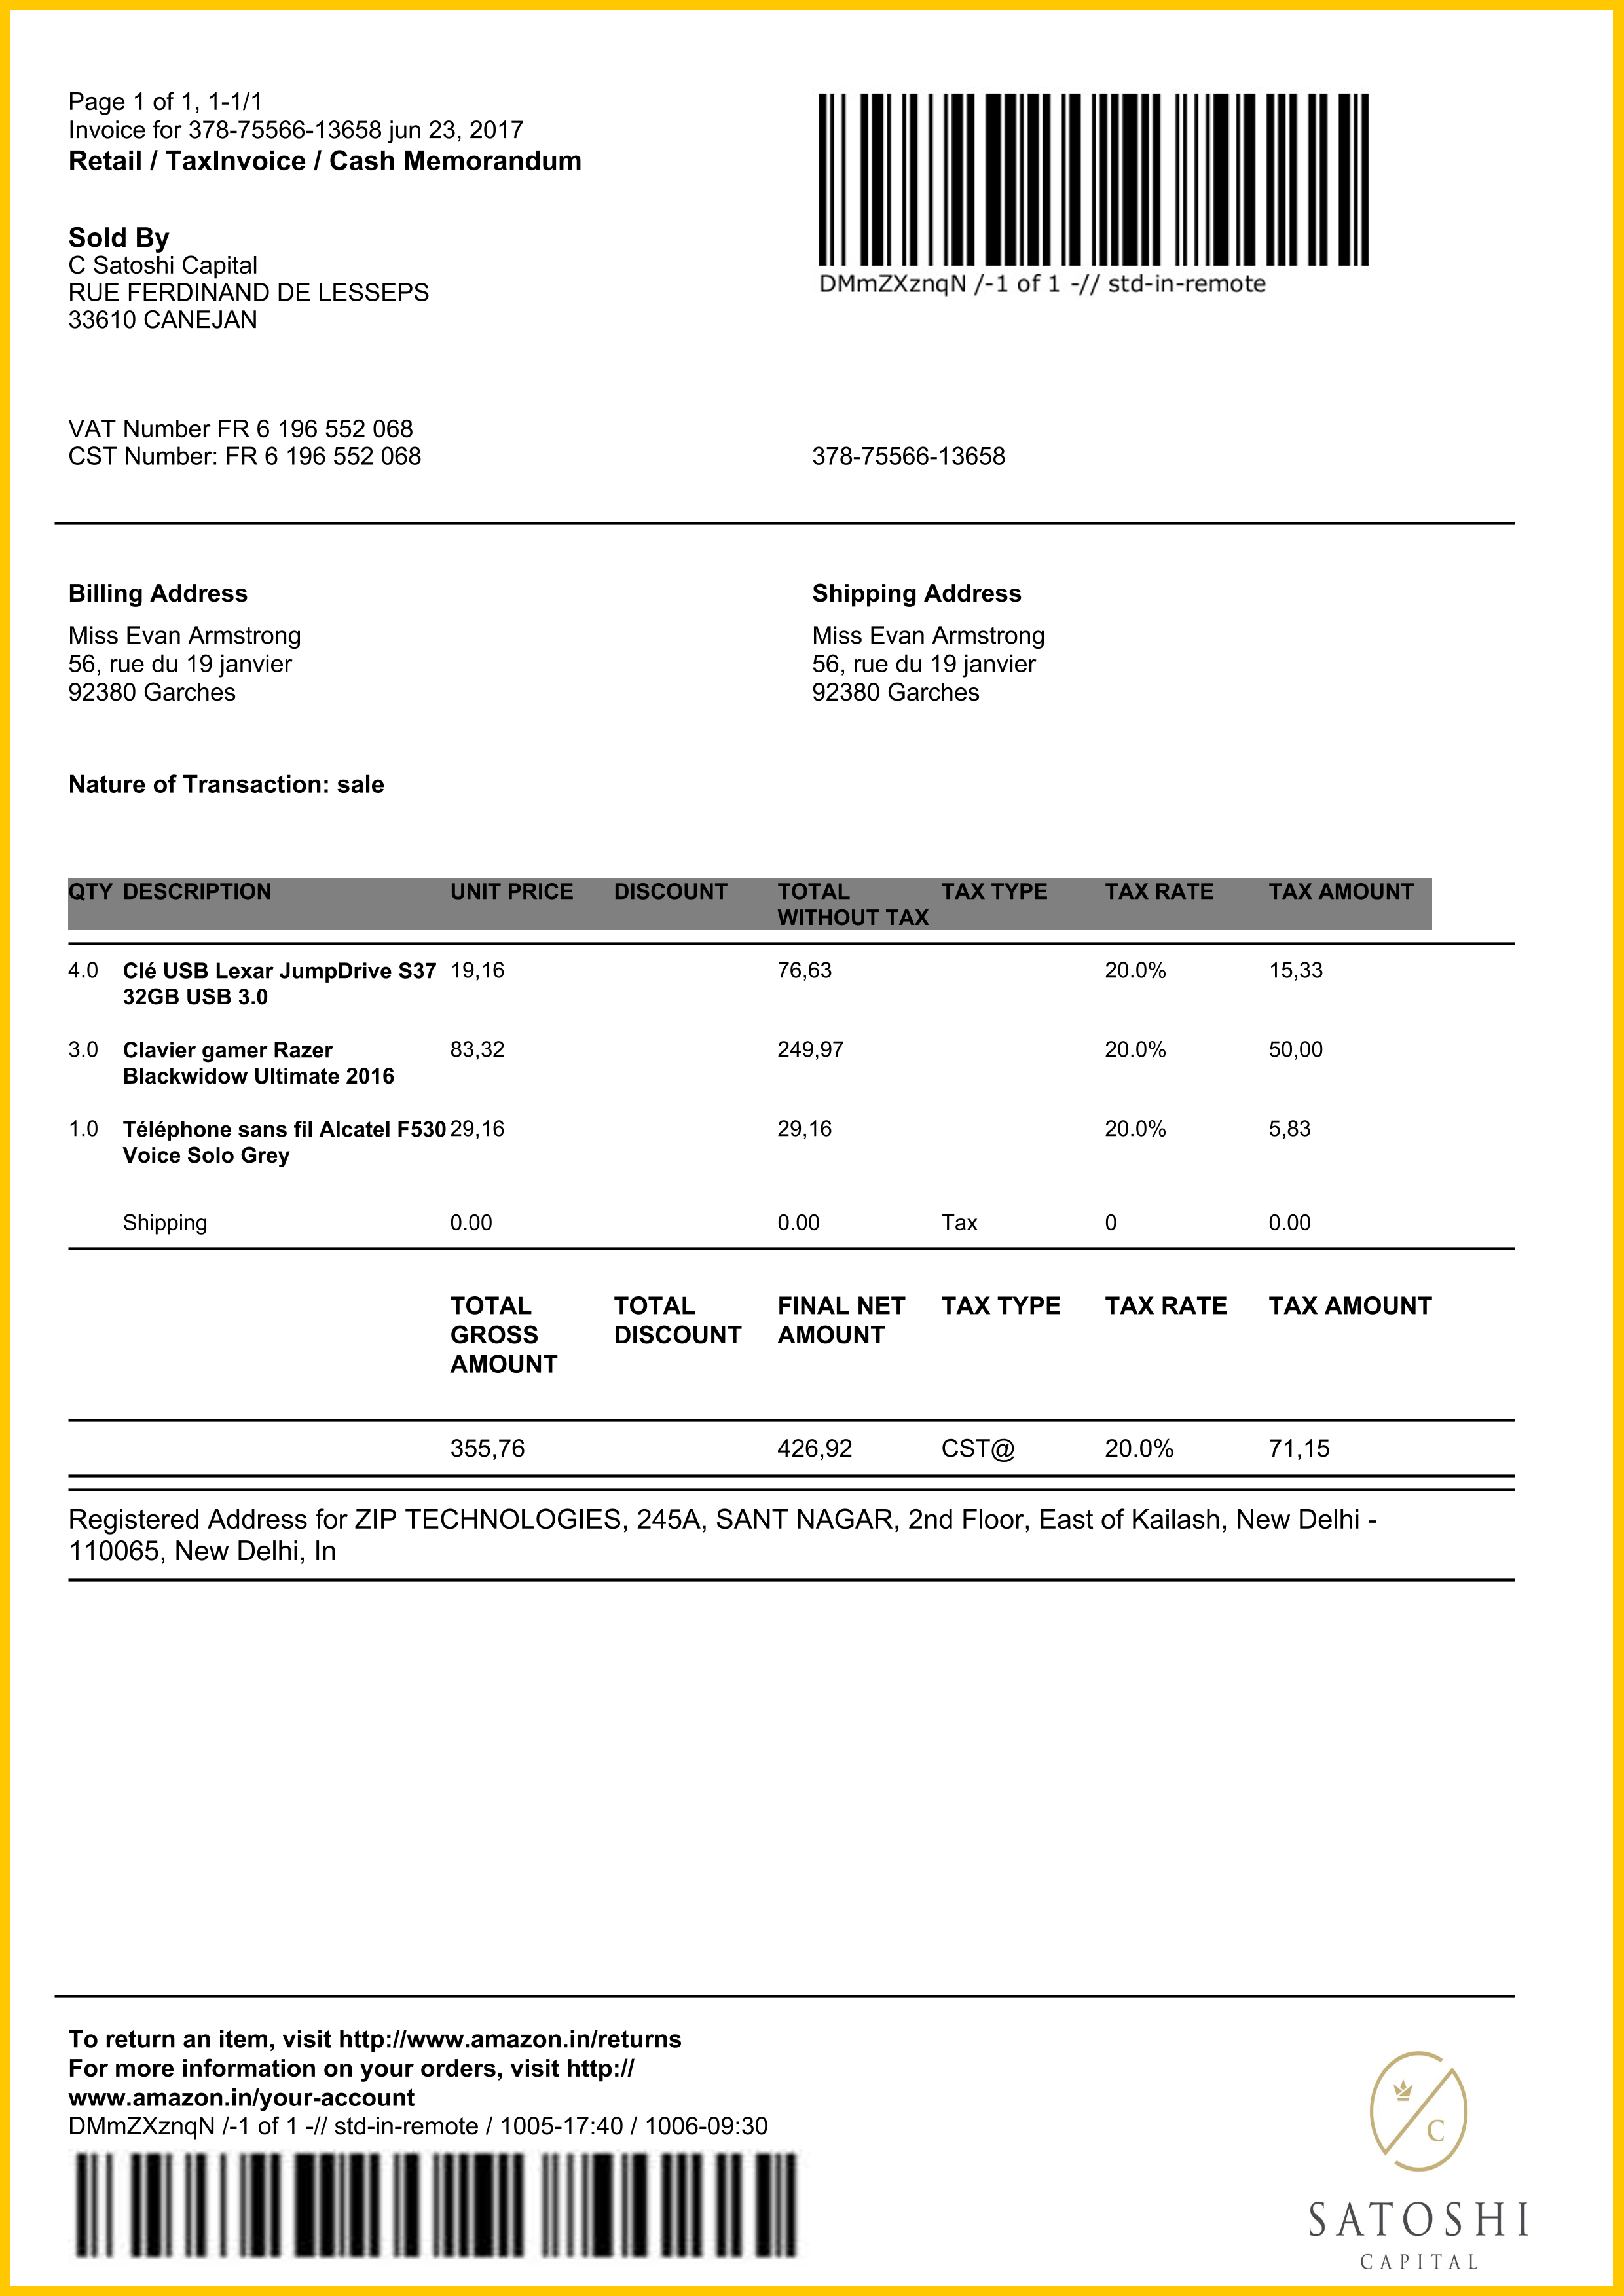 Page 1 of 1, 1-1/1
Invoice for 378-75566-13658 jun 23, 2017
Retail / TaxInvoice / Cash Memorandum
DMmZXznqN /-1 of 1 -// std-in-remote
Sold By
C Satoshi Capital
RUE FERDINAND DE LESSEPS
33610 CANEJAN
VAT Number FR 6 196 552 068
CST Number: FR 6 196 552 068
378-75566-13658
Billing Address
Miss Evan Armstrong
56, rue du 19 janvier
92380 Garches
Shipping Address
Miss Evan Armstrong
56, rue du 19 janvier
92380 Garches
Nature of Transaction: sale
QTY DESCRIPTION UNIT PRICE DISCOUNT TOTAL TAX TYPE TAX RATE TAX AMOUNT
WITHOUT TAX
4.0 Clé USB Lexar JumpDrive S37 19,16 76,63 20.0% 15,33
32GB USB 3.0
3.0 Clavier gamer Razer 83,32 249,97 20.0% 50,00
Blackwidow Ultimate 2016
1.0 Téléphone sans fil Alcatel F530 29,16 29,16 20.0% 5,83
Voice Solo Grey
Shipping 0.00 0.00 Tax 0 0.00
TOTAL TOTAL FINAL NET TAX TYPE TAX RATE TAX AMOUNT
GROSS DISCOUNT AMOUNT
AMOUNT
355,76 426,92 CST@ 20.0% 71,15
Registered Address for ZIP TECHNOLOGIES, 245A, SANT NAGAR, 2nd Floor, East of Kailash, New Delhi -
110065, New Delhi, In
To return an item, visit http://www.amazon.in/returns
For more information on your orders, visit http://
www.amazon.in/your-account
DMmZXznqN /-1 of 1 -// std-in-remote / 1005-17:40 / 1006-09:30
C
SATOSHI
CAPITAL